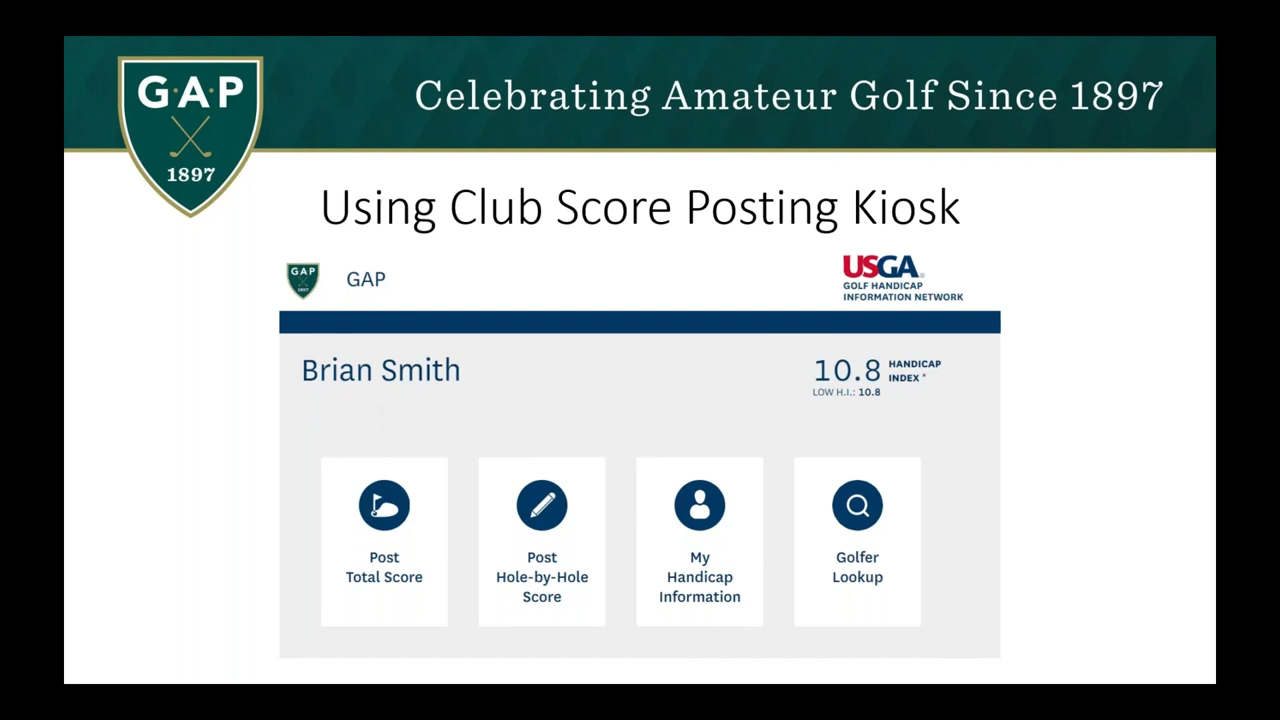 G·A·P
1897
Celebrating Amateur Golf Since 1897
Using Club Score Posting Kiosk
GAP
1897
GAP
USGA®
GOLF HANDICAP
INFORMATION NETWORK
Brian Smith
10.8 HANDICAP
INDEX *
LOW H.I.: 10.8
Post
Total Score
Post
Hole-by-Hole
Score
My
Handicap
Information
Golfer
Lookup